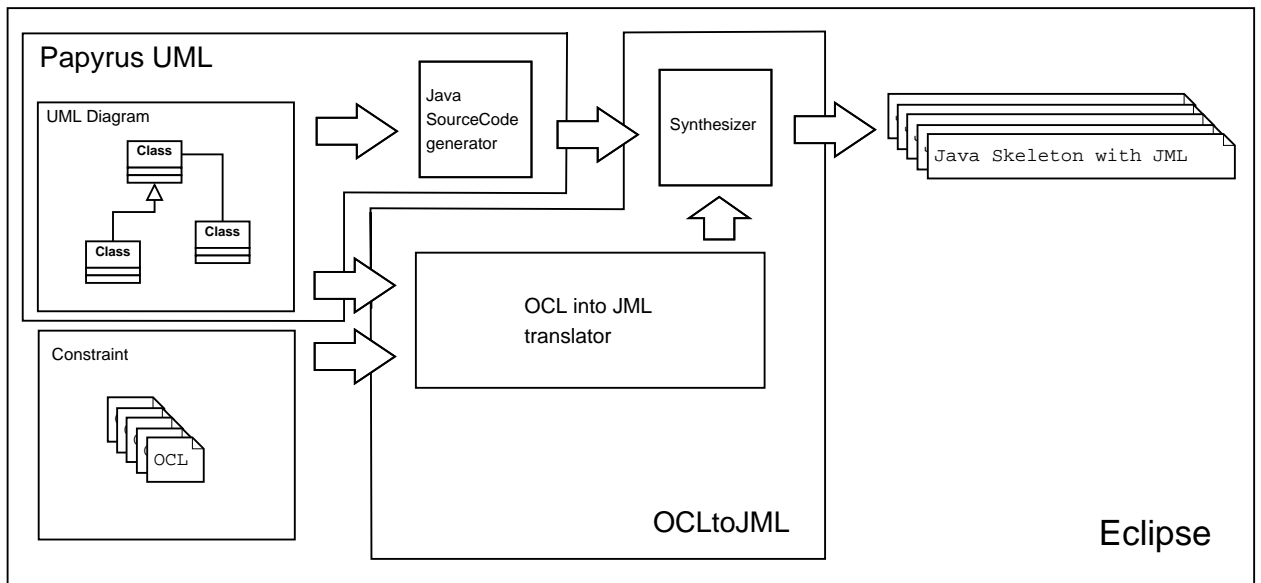 Papyrus UML
UML Diagram
Class
Class
Class
Java
SourceCode
generator
Synthesizer
Java Skeleton with JML
OCL into JML
translator
Constraint
OCL
OCLtoJML
Eclipse